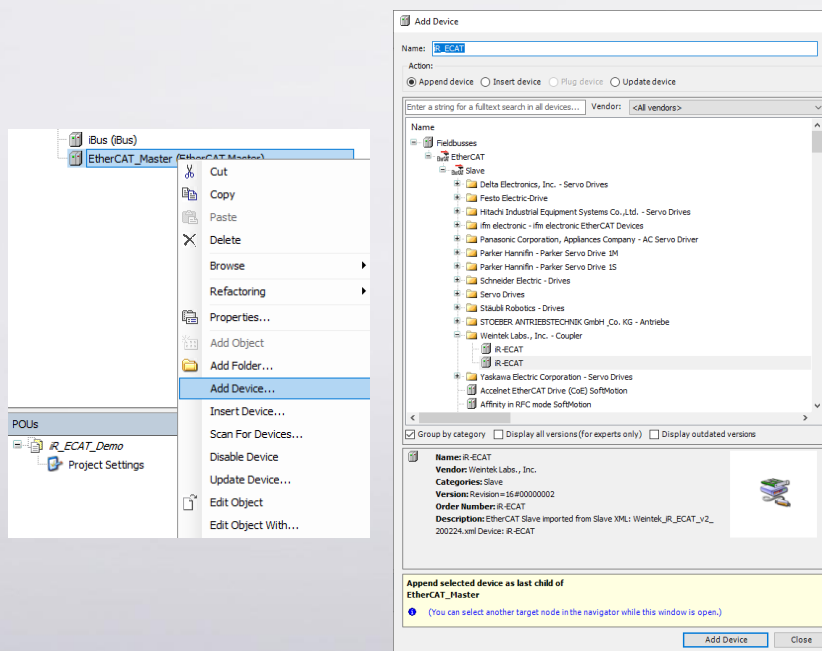 iBus (iBus)
EtherCAT_Master (EtherCAT Master)
Cut
Copy
Paste
Delete
Browse
Refactoring
Properties...
Add Object
Add Folder...
Add Device...
Insert Device...
Scan For Devices...
Disable Device
Update Device...
Edit Object
Edit Object With...
POUs
iR_ECAT_Demo
Project Settings
Add Device
Name: iR_ECAT
Action:
Append device Insert device Plug device Update device
Enter a string for a fulltext search in all devices... Vendor: <All vendors>
Name
Fieldbusses
EtherCAT
Slave
Delta Electronics, Inc. - Servo Drives
Festo Electric-Drive
Hitachi Industrial Equipment Systems Co.,Ltd. - Servo Drives
ifm electronic - ifm electronic EtherCAT Devices
Panasonic Corporation, Appliances Company - AC Servo Driver
Parker Hannifin - Parker Servo Drive 1M
Parker Hannifin - Parker Servo Drive 1S
Schneider Electric - Drives
Servo Drives
Stäubli Robotics - Drives
STOEBER ANTRIEBSTECHNIK GmbH _Co. KG - Antriebe
Weintek Labs., Inc. - Coupler
iR-ECAT
iR-ECAT
Yaskawa Electric Corporation - Servo Drives
Accelnet EtherCAT Drive (CoE) SoftMotion
Affinity in RFC mode SoftMotion
Group by category Display all versions (for experts only) Display outdated versions
Name: iR-ECAT
Vendor: Weintek Labs., Inc.
Categories: Slave
Version: Revision=16#00000002
Order Number: iR-ECAT
Description: EtherCAT Slave imported from Slave XML: Weintek_iR_ECAT_v2_
200224.xml Device: iR-ECAT
Append selected device as last child of
EtherCAT_Master
(You can select another target node in the navigator while this window is open.)
Add Device Close